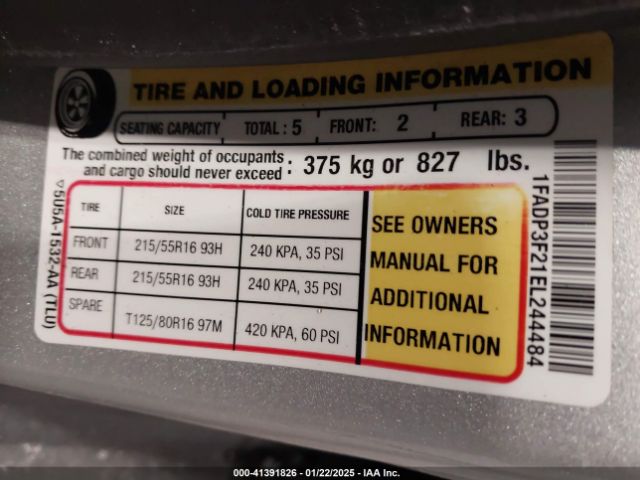 TIRE AND LOADING INFORMATION
SEATING CAPACITY TOTAL : 5 FRONT: 2 REAR: 3
The combined weight of occupants and cargo should never exceed : 375 kg or 827 lbs.
TIRE SIZE COLD TIRE PRESSURE
FRONT 215/55R16 93H 240 KPA, 35 PSI
REAR 215/55R16 93H 240 KPA, 35 PSI
SPARE T125/80R16 97M 420 KPA, 60 PSI
SEE OWNERS
MANUAL FOR
ADDITIONAL
INFORMATION
▽5U5A-1532-AA (TLU)
1FADP3F21EL244484
000-41391826 - 01/22/2025 - IAA Inc.